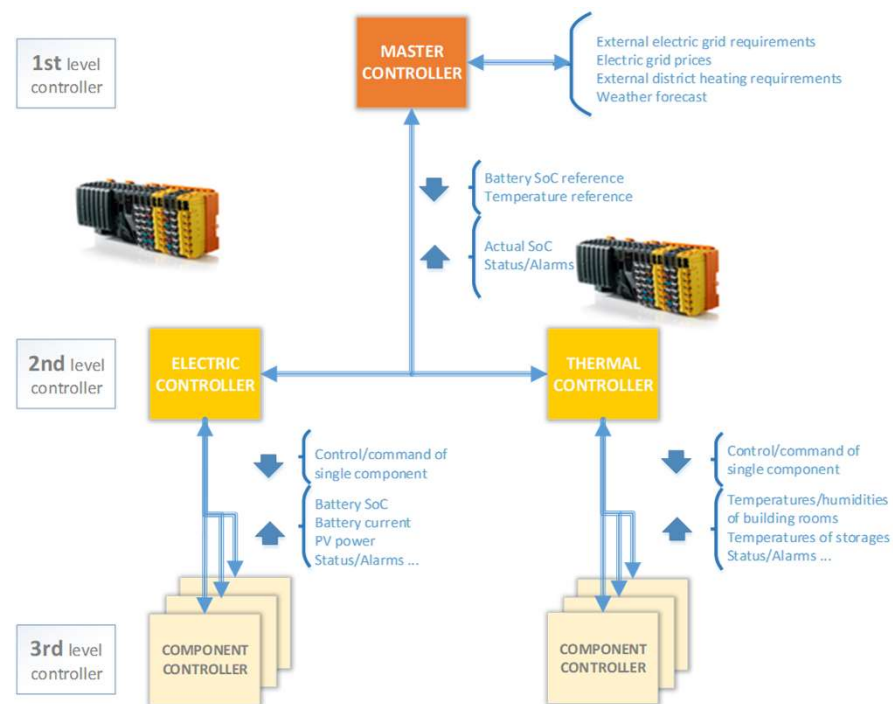 1st level
controller
MASTER
CONTROLLER
External electric grid requirements
Electric grid prices
External district heating requirrements
Weather forecast
Battery SoC reference
Temperature reference
Actual SoC
Status/Alarms
2nd level
controller
ELECTRIC
CONTROLLER
THERMAL
CONTROLLER
Control/command of
single component
Battery SoC
Battery current
PV power
Status/Alarms ...
Control/command of
single component
Temperatures/humidities
of building rooms
Temperatures of storages
Status/Alarms ...
3rd level
controller
COMPONENT
CONTROLLER
COMPONENT
CONTROLLER